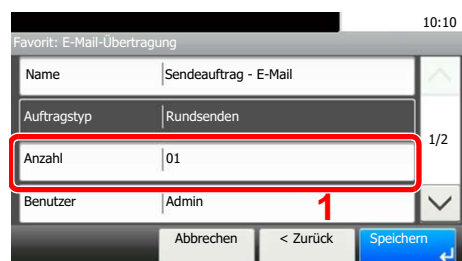 10:10
Favorit: E-Mail-Übertragung
Name Sendeauftrag - E-Mail
Auftragstyp Rundsenden
1/2
Anzahl 01
Benutzer Admin
1
Abbrechen < Zurück Speichern